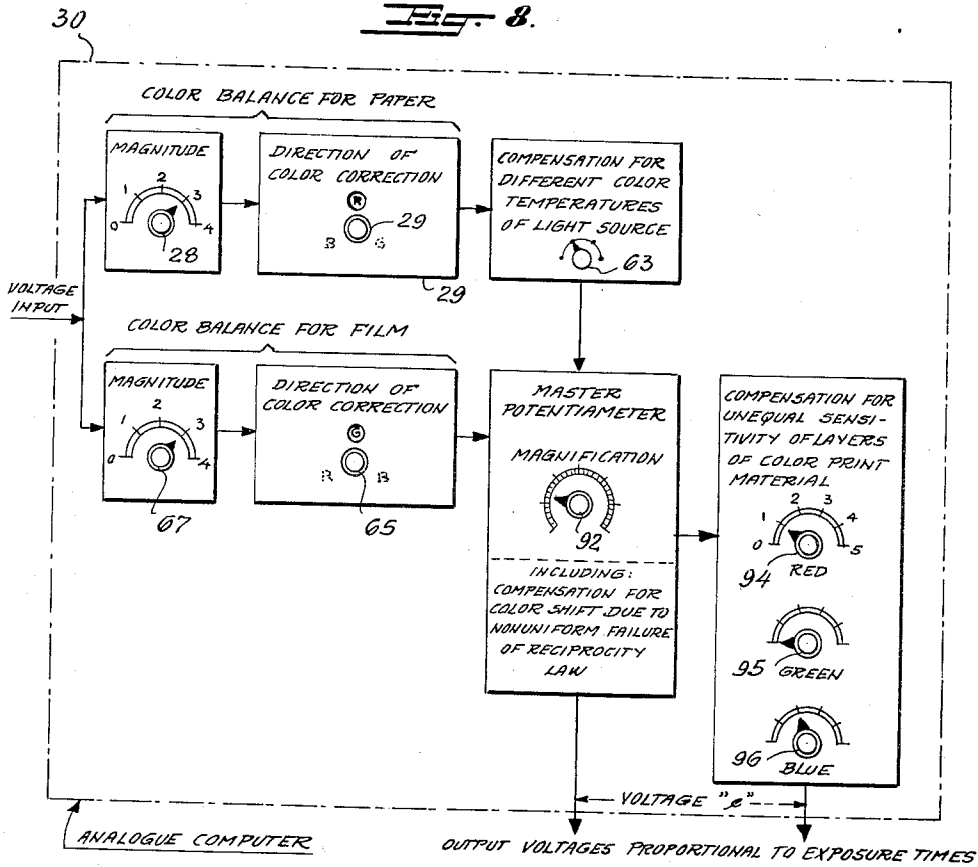 Fig. 8.
30
COLOR BALANCE FOR PAPER
MAGNITUDE
0 1 2 3 4
28
DIRECTION OF
COLOR CORRECTION
R
B G
29
29
COMPENSATION FOR
DIFFERENT COLOR
TEMPERATURES
OF LIGHT SOURCE
63
VOLTAGE
INPUT
COLOR BALANCE FOR FILM
MAGNITUDE
0 1 2 3 4
67
DIRECTION OF
COLOR CORRECTION
G
R B
65
MASTER
POTENTIAMETER
MAGNIFICATION
92
INCLUDING:
COMPENSATION FOR
COLOR SHIFT DUE TO
NONUNIFORM FAILURE
OF RECIPROCITY
LAW
COMPENSATION FOR
UNEQUAL SENSI-
TIVITY OF LAYERS
OF COLOR PRINT
MATERIAL
0 1 2 3 4 5
94 RED
95 GREEN
96 BLUE
VOLTAGE "e"
ANALOGUE COMPUTER
OUTPUT VOLTAGES PROPORTIONAL TO EXPOSURE TIMES